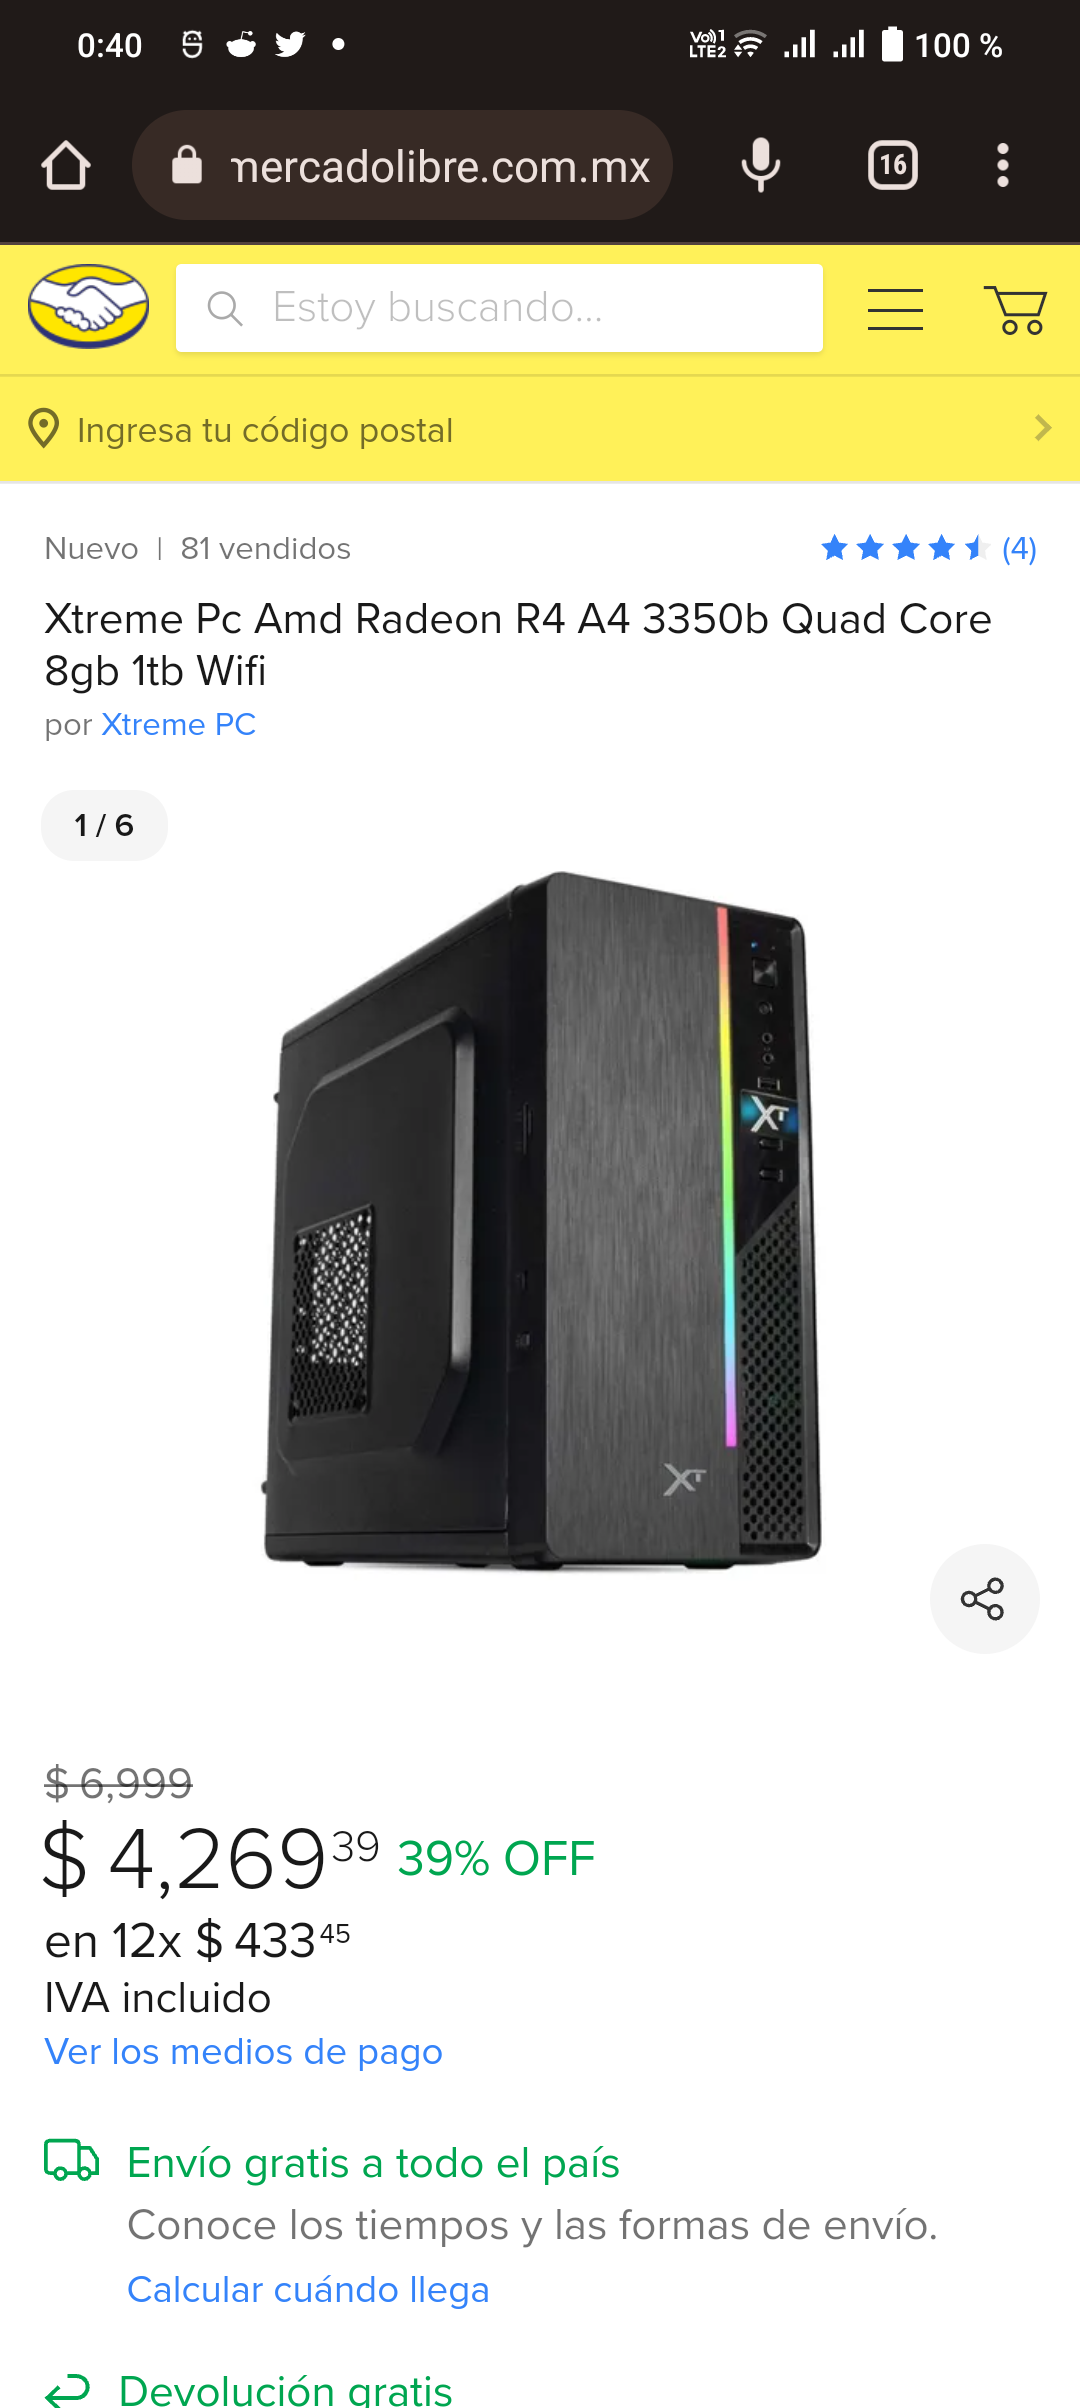 0:40
Vo)) 1
LTE2
100 %
mercadolibre.com.mx
16
Estoy buscando...
Ingresa tu código postal
Nuevo | 81 vendidos
(4)
Xtreme Pc Amd Radeon R4 A4 3350b Quad Core
8gb 1tb Wifi
por Xtreme PC
1 / 6
XT
XT
$ 6,999
$ 4,269 39 39% OFF
en 12x $ 433 45
IVA incluido
Ver los medios de pago
Envío gratis a todo el país
Conoce los tiempos y las formas de envío.
Calcular cuándo llega
Devolución gratis